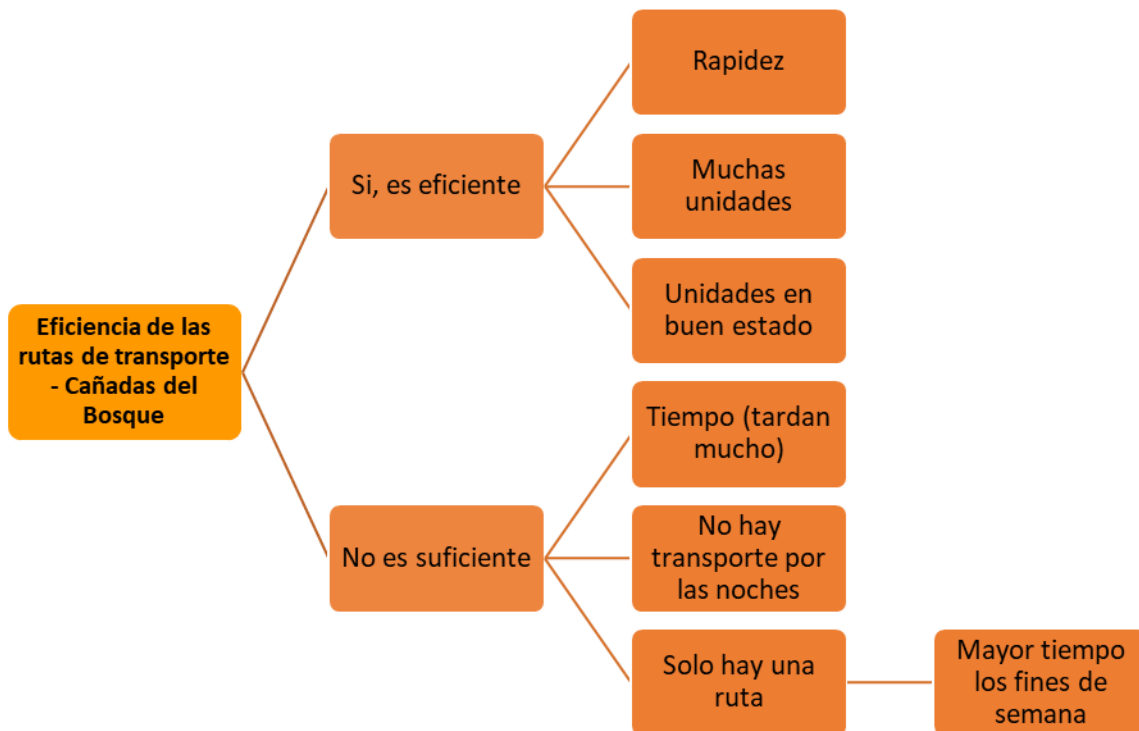 Rapidez
Si, es eficiente
Muchas
unidades
Unidades en
buen estado
Eficiencia de las
rutas de transporte
- Cañadas del
Bosque
Tiempo (tardan
mucho)
No es suficiente
No hay
transporte por
las noches
Solo hay una
ruta
Mayor tiempo
los fines de
semana